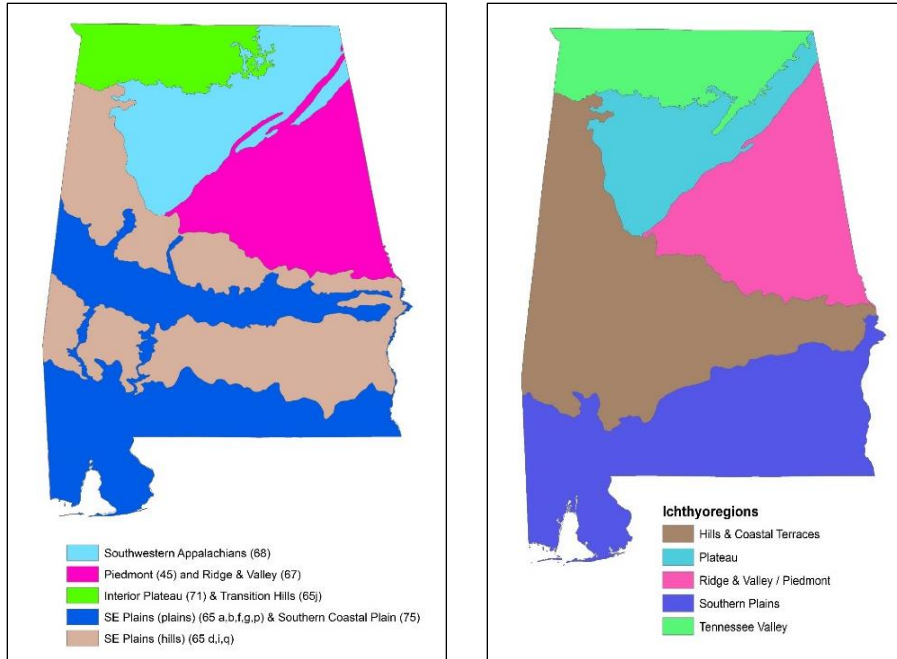 Southwestern Appalachians (68)
Piedmont (45) and Ridge & Valley (67)
Interior Plateau (71) & Transition Hills (65j)
SE Plains (plains) (65 a,b,f,g,p) & Southern Coastal Plain (75)
SE Plains (hills) (65 d,i,q)
Ichthyoregions
Hills & Coastal Terraces
Plateau
Ridge & Valley / Piedmont
Southern Plains
Tennessee Valley